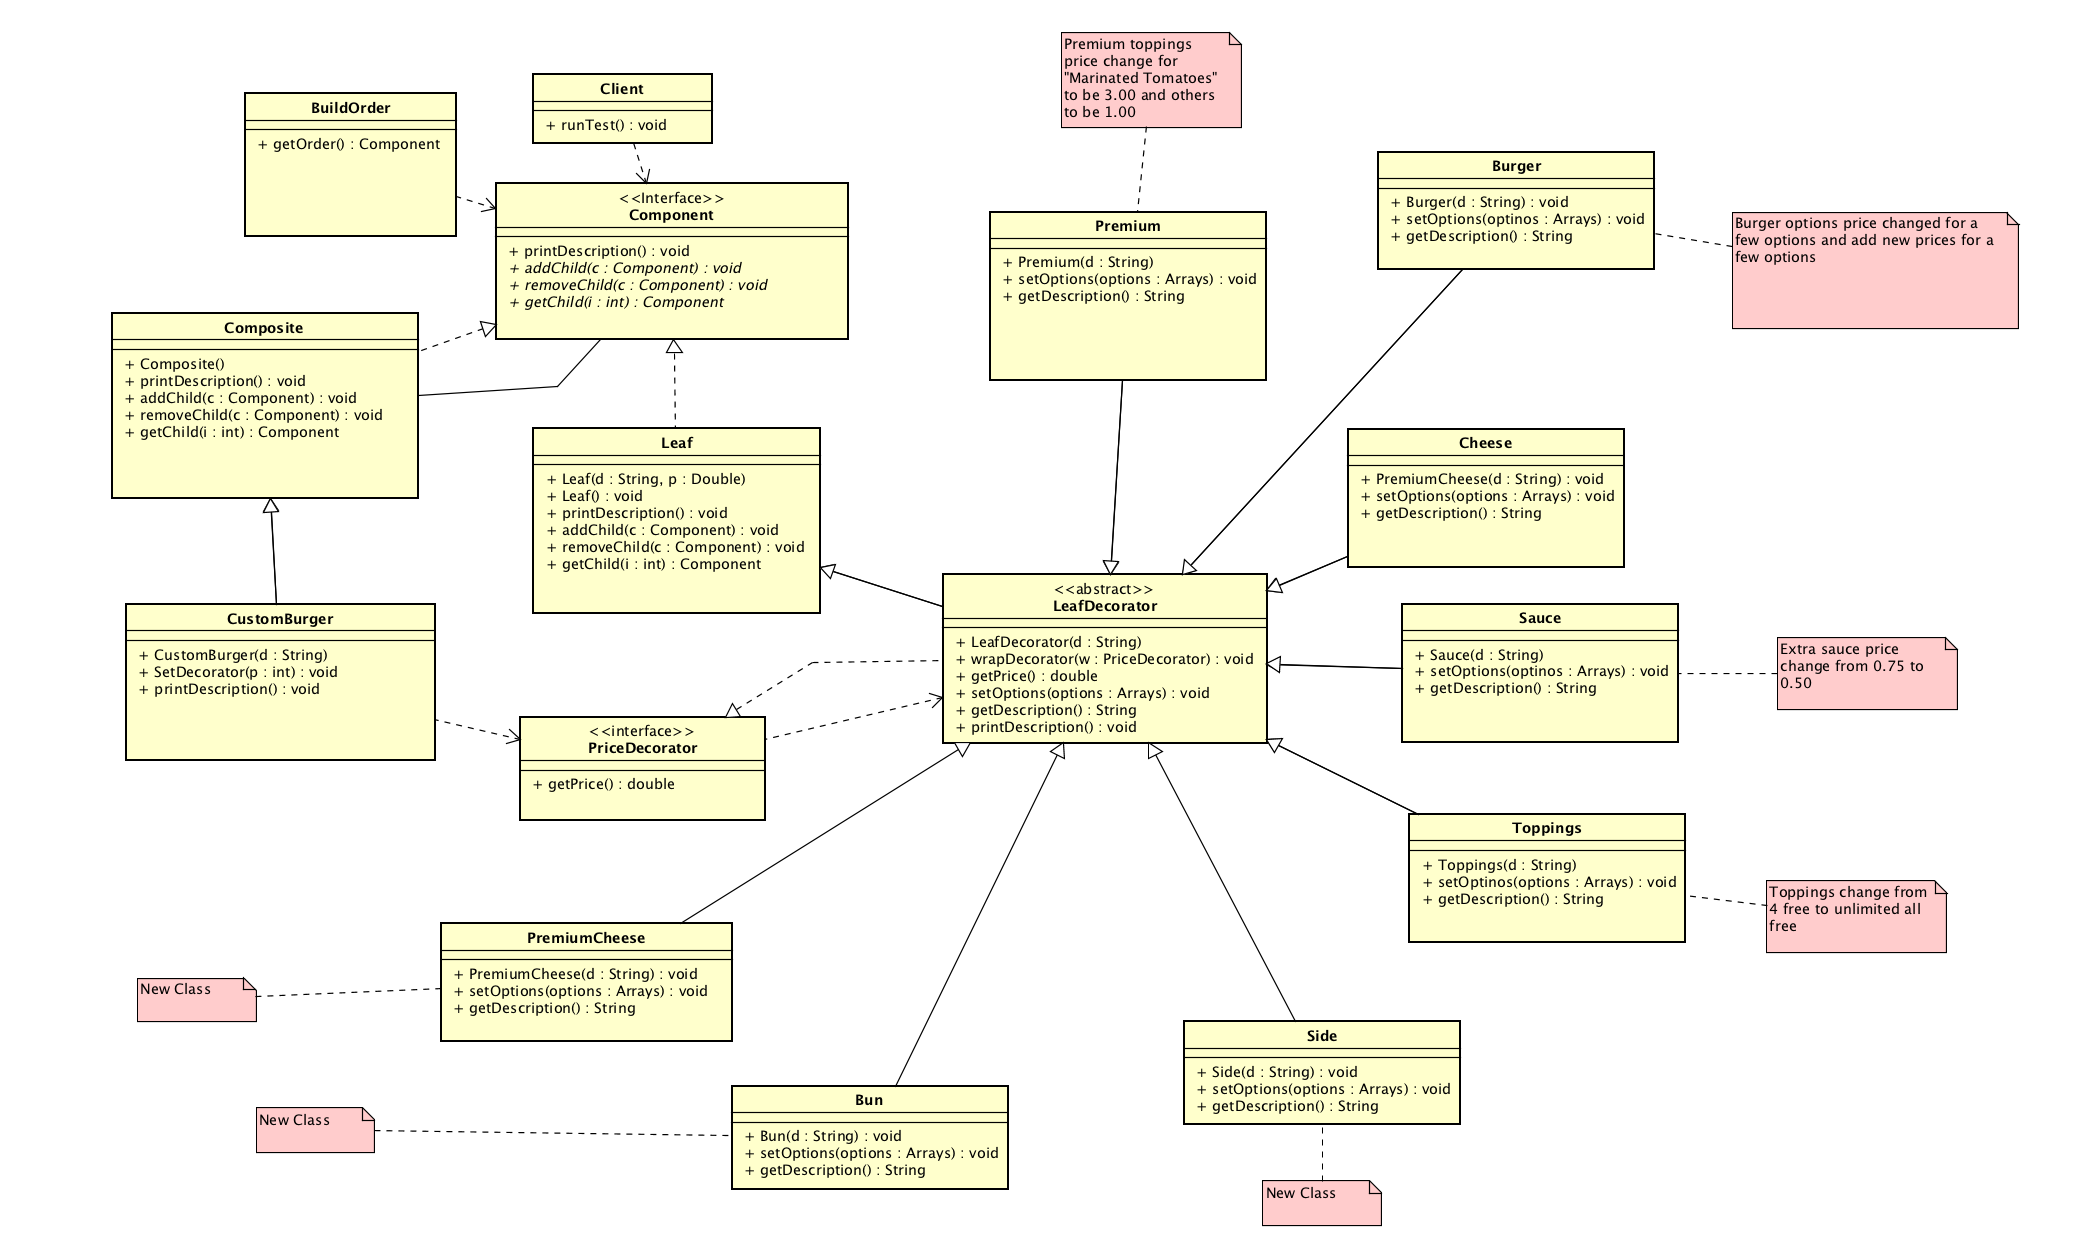 BuildOrder
+ getOrder() : Component
Client
+ runTest() : void
<<Interface>>
Component
+ printDescription() : void
+ addChild(c : Component) : void
+ removeChild(c : Component) : void
+ getChild(i : int) : Component
Composite
+ Composite()
+ printDescription() : void
+ addChild(c : Component) : void
+ removeChild(c : Component) : void
+ getChild(i : int) : Component
Leaf
+ Leaf(d : String, p : Double)
+ Leaf() : void
+ printDescription() : void
+ addChild(c : Component) : void
+ removeChild(c : Component) : void
+ getChild(i : int) : Component
CustomBurger
+ CustomBurger(d : String)
+ SetDecorator(p : int) : void
+ printDescription() : void
<<interface>>
PriceDecorator
+ getPrice() : double
Premium toppings
price change for
"Marinated Tomatoes"
to be 3.00 and others
to be 1.00
Premium
+ Premium(d : String)
+ setOptions(options : Arrays) : void
+ getDescription() : String
Burger
+ Burger(d : String) : void
+ setOptions(optinos : Arrays) : void
+ getDescription() : String
Burger options price changed for a
few options and add new prices for a
few options
Cheese
+ PremiumCheese(d : String) : void
+ setOptions(options : Arrays) : void
+ getDescription() : String
<<abstract>>
LeafDecorator
+ LeafDecorator(d : String)
+ wrapDecorator(w : PriceDecorator) : void
+ getPrice() : double
+ setOptions(options : Arrays) : void
+ getDescription() : String
+ printDescription() : void
Sauce
+ Sauce(d : String)
+ setOptions(optinos : Arrays) : void
+ getDescription() : String
Extra sauce price
change from 0.75 to
0.50
Toppings
+ Toppings(d : String)
+ setOptinos(options : Arrays) : void
+ getDescription() : String
Toppings change from
4 free to unlimited all
free
PremiumCheese
+ PremiumCheese(d : String) : void
+ setOptions(options : Arrays) : void
+ getDescription() : String
New Class
Bun
+ Bun(d : String) : void
+ setOptions(options : Arrays) : void
+ getDescription() : String
New Class
Side
+ Side(d : String) : void
+ setOptions(options : Arrays) : void
+ getDescription() : String
New Class